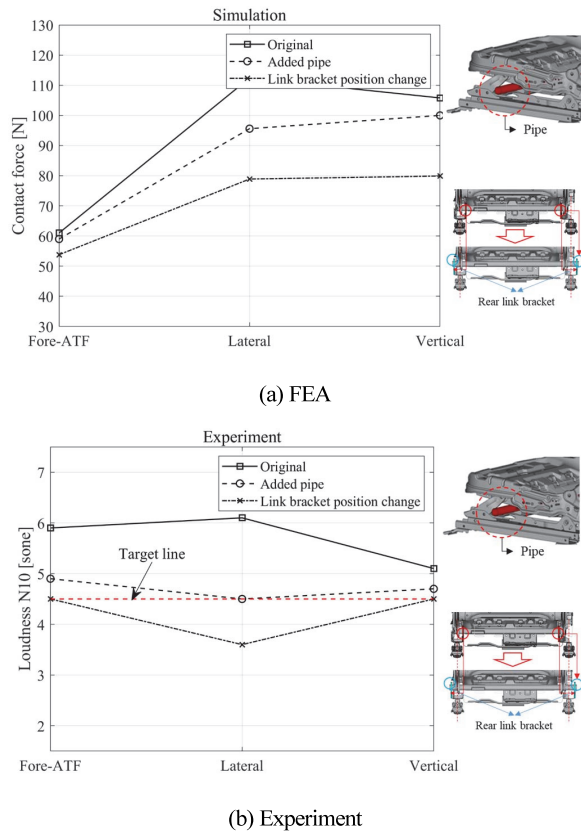 Simulation
Contact force [N]
130
120
110
100
90
80
70
60
50
40
30
Original
Added pipe
Link bracket position change
Fore-ATF
Lateral
Vertical
Pipe
Rear link bracket
(a) FEA
Experiment
Loudness N10 [sone]
7
6
5
4
3
2
Original
Added pipe
Link bracket position change
Target line
Fore-ATF
Lateral
Vertical
Pipe
Rear link bracket
(b) Experiment